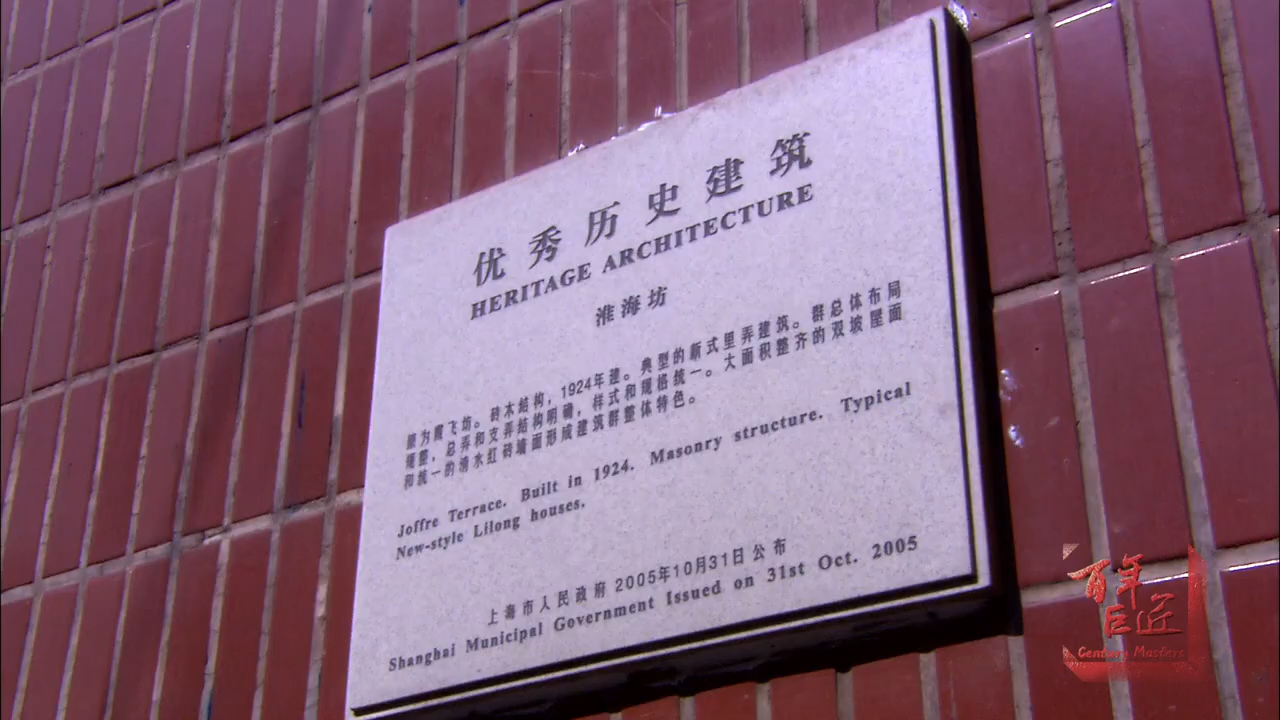 优秀历史建筑
HERITAGE ARCHITECTURE
淮海坊
原为霞飞坊。砖木结构，1924年建。典型的新式里弄建筑。群总体布局
规整，总弄和支弄结构明确，样式和规格统一。大面积整齐的双坡屋面
和统一的清水红砖墙面形成建筑群整体特色。
Joffre Terrace. Built in 1924. Masonry structure. Typical
New-style Lilong houses.
上海市人民政府 2005年10月31日公布
Shanghai Municipal Government Issued on 31st Oct. 2005
百年
巨匠
Century Masters